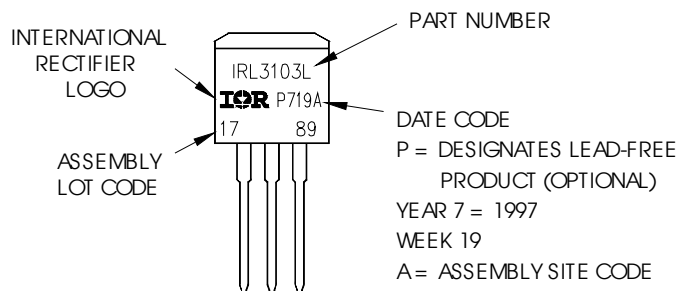 INTERNATIONAL
RECTIFIER
LOGO
PART NUMBER
IRL3103L
IOR P719A
17 89
ASSEMBLY
LOT CODE
DATE CODE
P = DESIGNATES LEAD-FREE
PRODUCT (OPTIONAL)
YEAR 7 = 1997
WEEK 19
A = ASSEMBLY SITE CODE